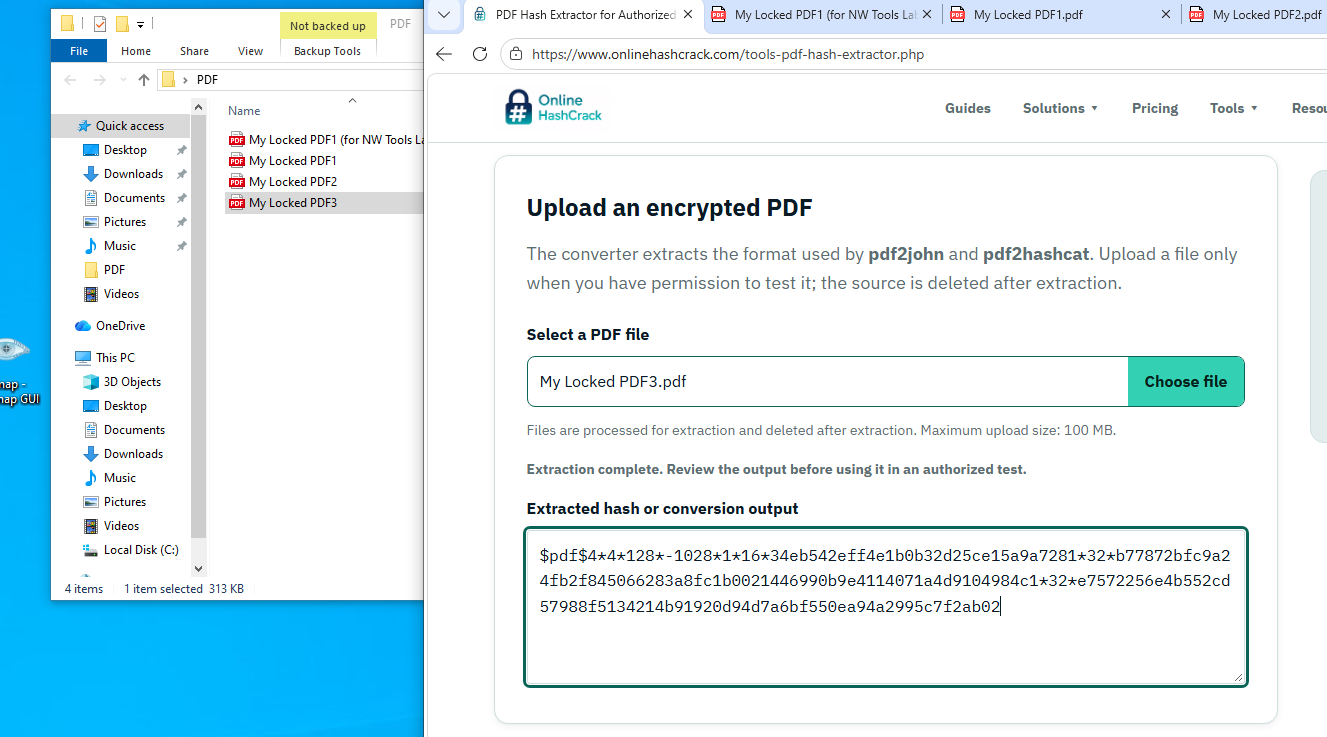 Not backed up
PDF
File
Home
Share
View
Backup Tools
PDF
Quick access
Desktop
Downloads
Documents
Pictures
Music
PDF
Videos
OneDrive
This PC
3D Objects
Desktop
Documents
Downloads
Music
Pictures
Videos
Local Disk (C:)
Name
My Locked PDF1 (for NW Tools La
My Locked PDF1
My Locked PDF2
My Locked PDF3
4 items
1 item selected 313 KB
map -
map GUI
PDF Hash Extractor for Authorized
My Locked PDF1 (for NW Tools La
My Locked PDF1.pdf
My Locked PDF2.pdf
https://www.onlinehashcrack.com/tools-pdf-hash-extractor.php
Online
HashCrack
Guides
Solutions
Pricing
Tools
Resou
Upload an encrypted PDF
The converter extracts the format used by pdf2john and pdf2hashcat. Upload a file only
when you have permission to test it; the source is deleted after extraction.
Select a PDF file
My Locked PDF3.pdf
Choose file
Files are processed for extraction and deleted after extraction. Maximum upload size: 100 MB.
Extraction complete. Review the output before using it in an authorized test.
Extracted hash or conversion output
$pdf$4*4*128*-1028*1*16*34eb542eff4e1b0b32d25ce15a9a7281*32*b77872bfc9a2
4fb2f845066283a8fc1b0021446990b9e4114071a4d9104984c1*32*e7572256e4b552cd
57988f5134214b91920d94d7a6bf550ea94a2995c7f2ab02